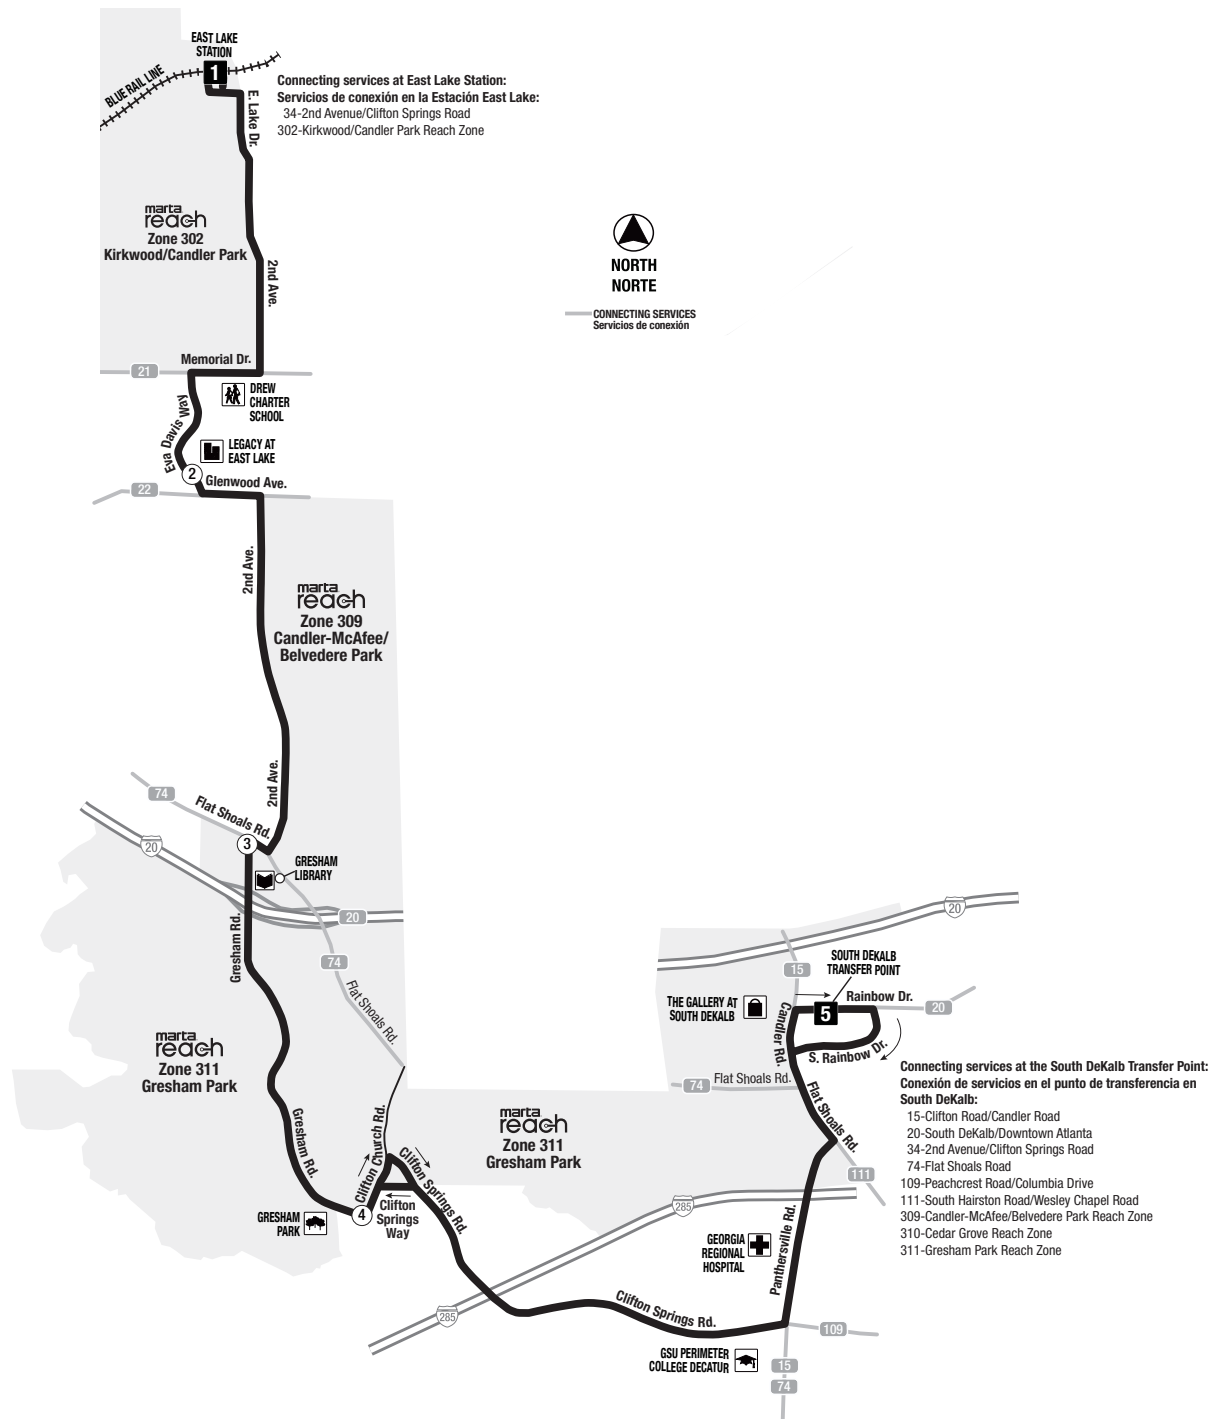 EAST LAKE
STATION
1
BLUE RAIL LINE
E. Lake Dr.
Connecting services at East Lake Station:
Servicios de conexión en la Estación East Lake:
34-2nd Avenue/Clifton Springs Road
302-Kirkwood/Candler Park Reach Zone
marta
reach
Zone 302
Kirkwood/Candler Park
NORTH
NORTE
CONNECTING SERVICES
Servicios de conexión
2nd Ave.
Memorial Dr.
21
DREW
CHARTER
SCHOOL
Eva Davis Way
LEGACY AT
EAST LAKE
2
Glenwood Ave.
22
2nd Ave.
marta
reach
Zone 309
Candler-McAfee/
Belvedere Park
2nd Ave.
74
Flat Shoals Rd.
3
20
GRESHAM
LIBRARY
20
Gresham Rd.
74
Flat Shoals Rd.
20
15
SOUTH DEKALB
TRANSFER POINT
THE GALLERY AT
SOUTH DEKALB
5
Rainbow Dr.
20
Candler Rd.
S. Rainbow Dr.
marta
reach
Zone 311
Gresham Park
74
Flat Shoals Rd.
Flat Shoals Rd.
Connecting services at the South DeKalb Transfer Point:
Conexión de servicios en el punto de transferencia en
South DeKalb:
15-Clifton Road/Candler Road
20-South DeKalb/Downtown Atlanta
34-2nd Avenue/Clifton Springs Road
74-Flat Shoals Road
109-Peachcrest Road/Columbia Drive
111-South Hairston Road/Wesley Chapel Road
309-Candler-McAfee/Belvedere Park Reach Zone
310-Cedar Grove Reach Zone
311-Gresham Park Reach Zone
marta
reach
Zone 311
Gresham Park
Gresham Rd.
Clifton Church Rd.
Clifton Springs Rd.
111
GRESHAM
PARK
4
Clifton
Springs
Way
285
GEORGIA
REGIONAL
HOSPITAL
Panthersville Rd.
285
Clifton Springs Rd.
109
GSU PERIMETER
COLLEGE DECATUR
15
74